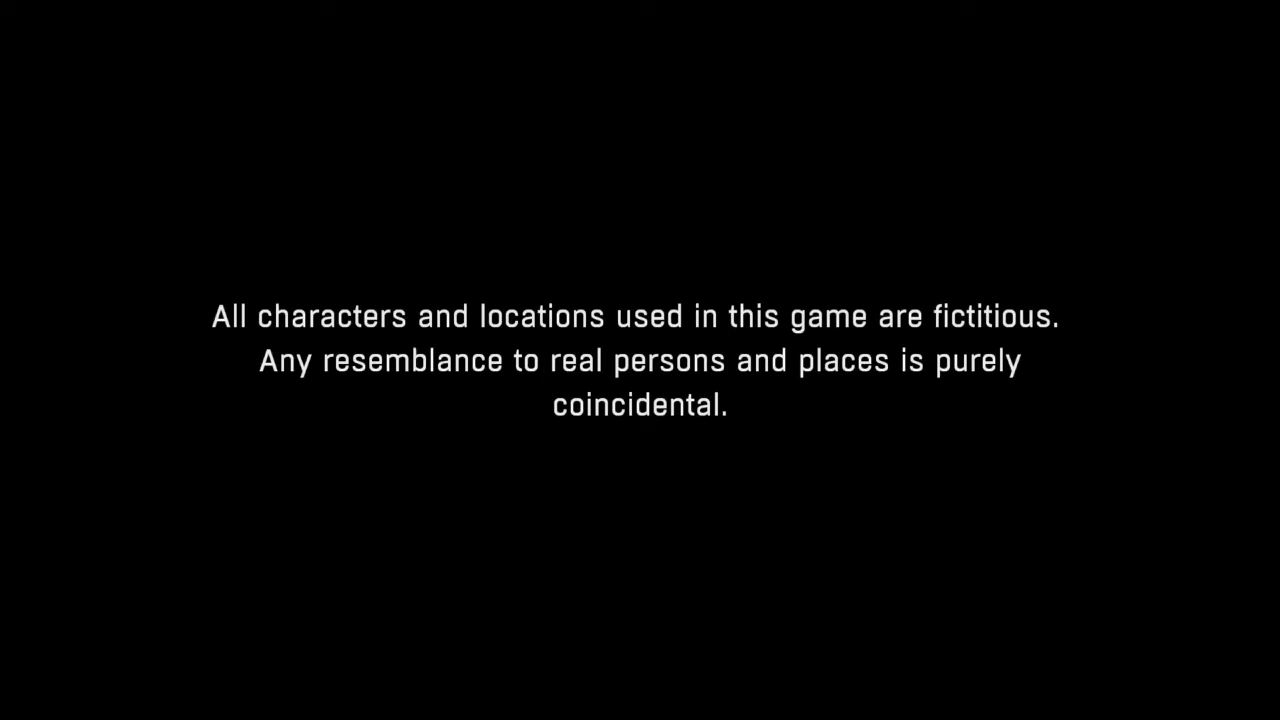 All characters and locations used in this game are fictitious.
Any resemblance to real persons and places is purely
coincidental.